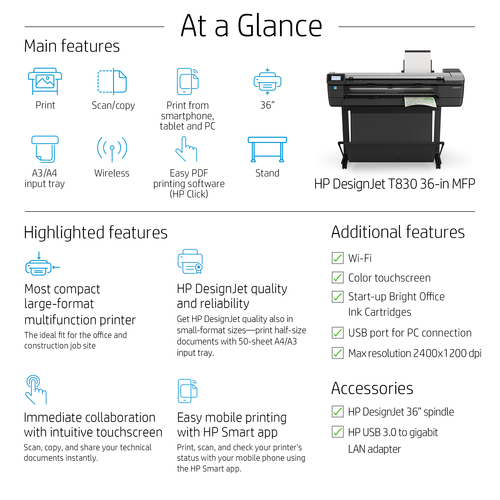 At a Glance
Main features
Print
Scan/copy
Print from
smartphone,
tablet and PC
36"
A3/A4
input tray
Wireless
Easy PDF
printing software
(HP Click)
Stand
HP DesignJet T830 36-in MFP
Highlighted features
Most compact
large-format
multifunction printer
The ideal fit for the office and
construction job site
HP DesignJet quality
and reliability
Get HP DesignJet quality also in
small-format sizes—print half-size
documents with 50-sheet A4/A3
input tray.
Immediate collaboration
with intuitive touchscreen
Scan, copy, and share your technical
documents instantly.
Easy mobile printing
with HP Smart app
Print, scan, and check your printer's
status with your mobile phone using
the HP Smart app.
Additional features
Wi-Fi
Color touchscreen
Start-up Bright Office
Ink Cartridges
USB port for PC connection
Max resolution 2400x1200 dpi
Accessories
HP DesignJet 36" spindle
HP USB 3.0 to gigabit
LAN adapter